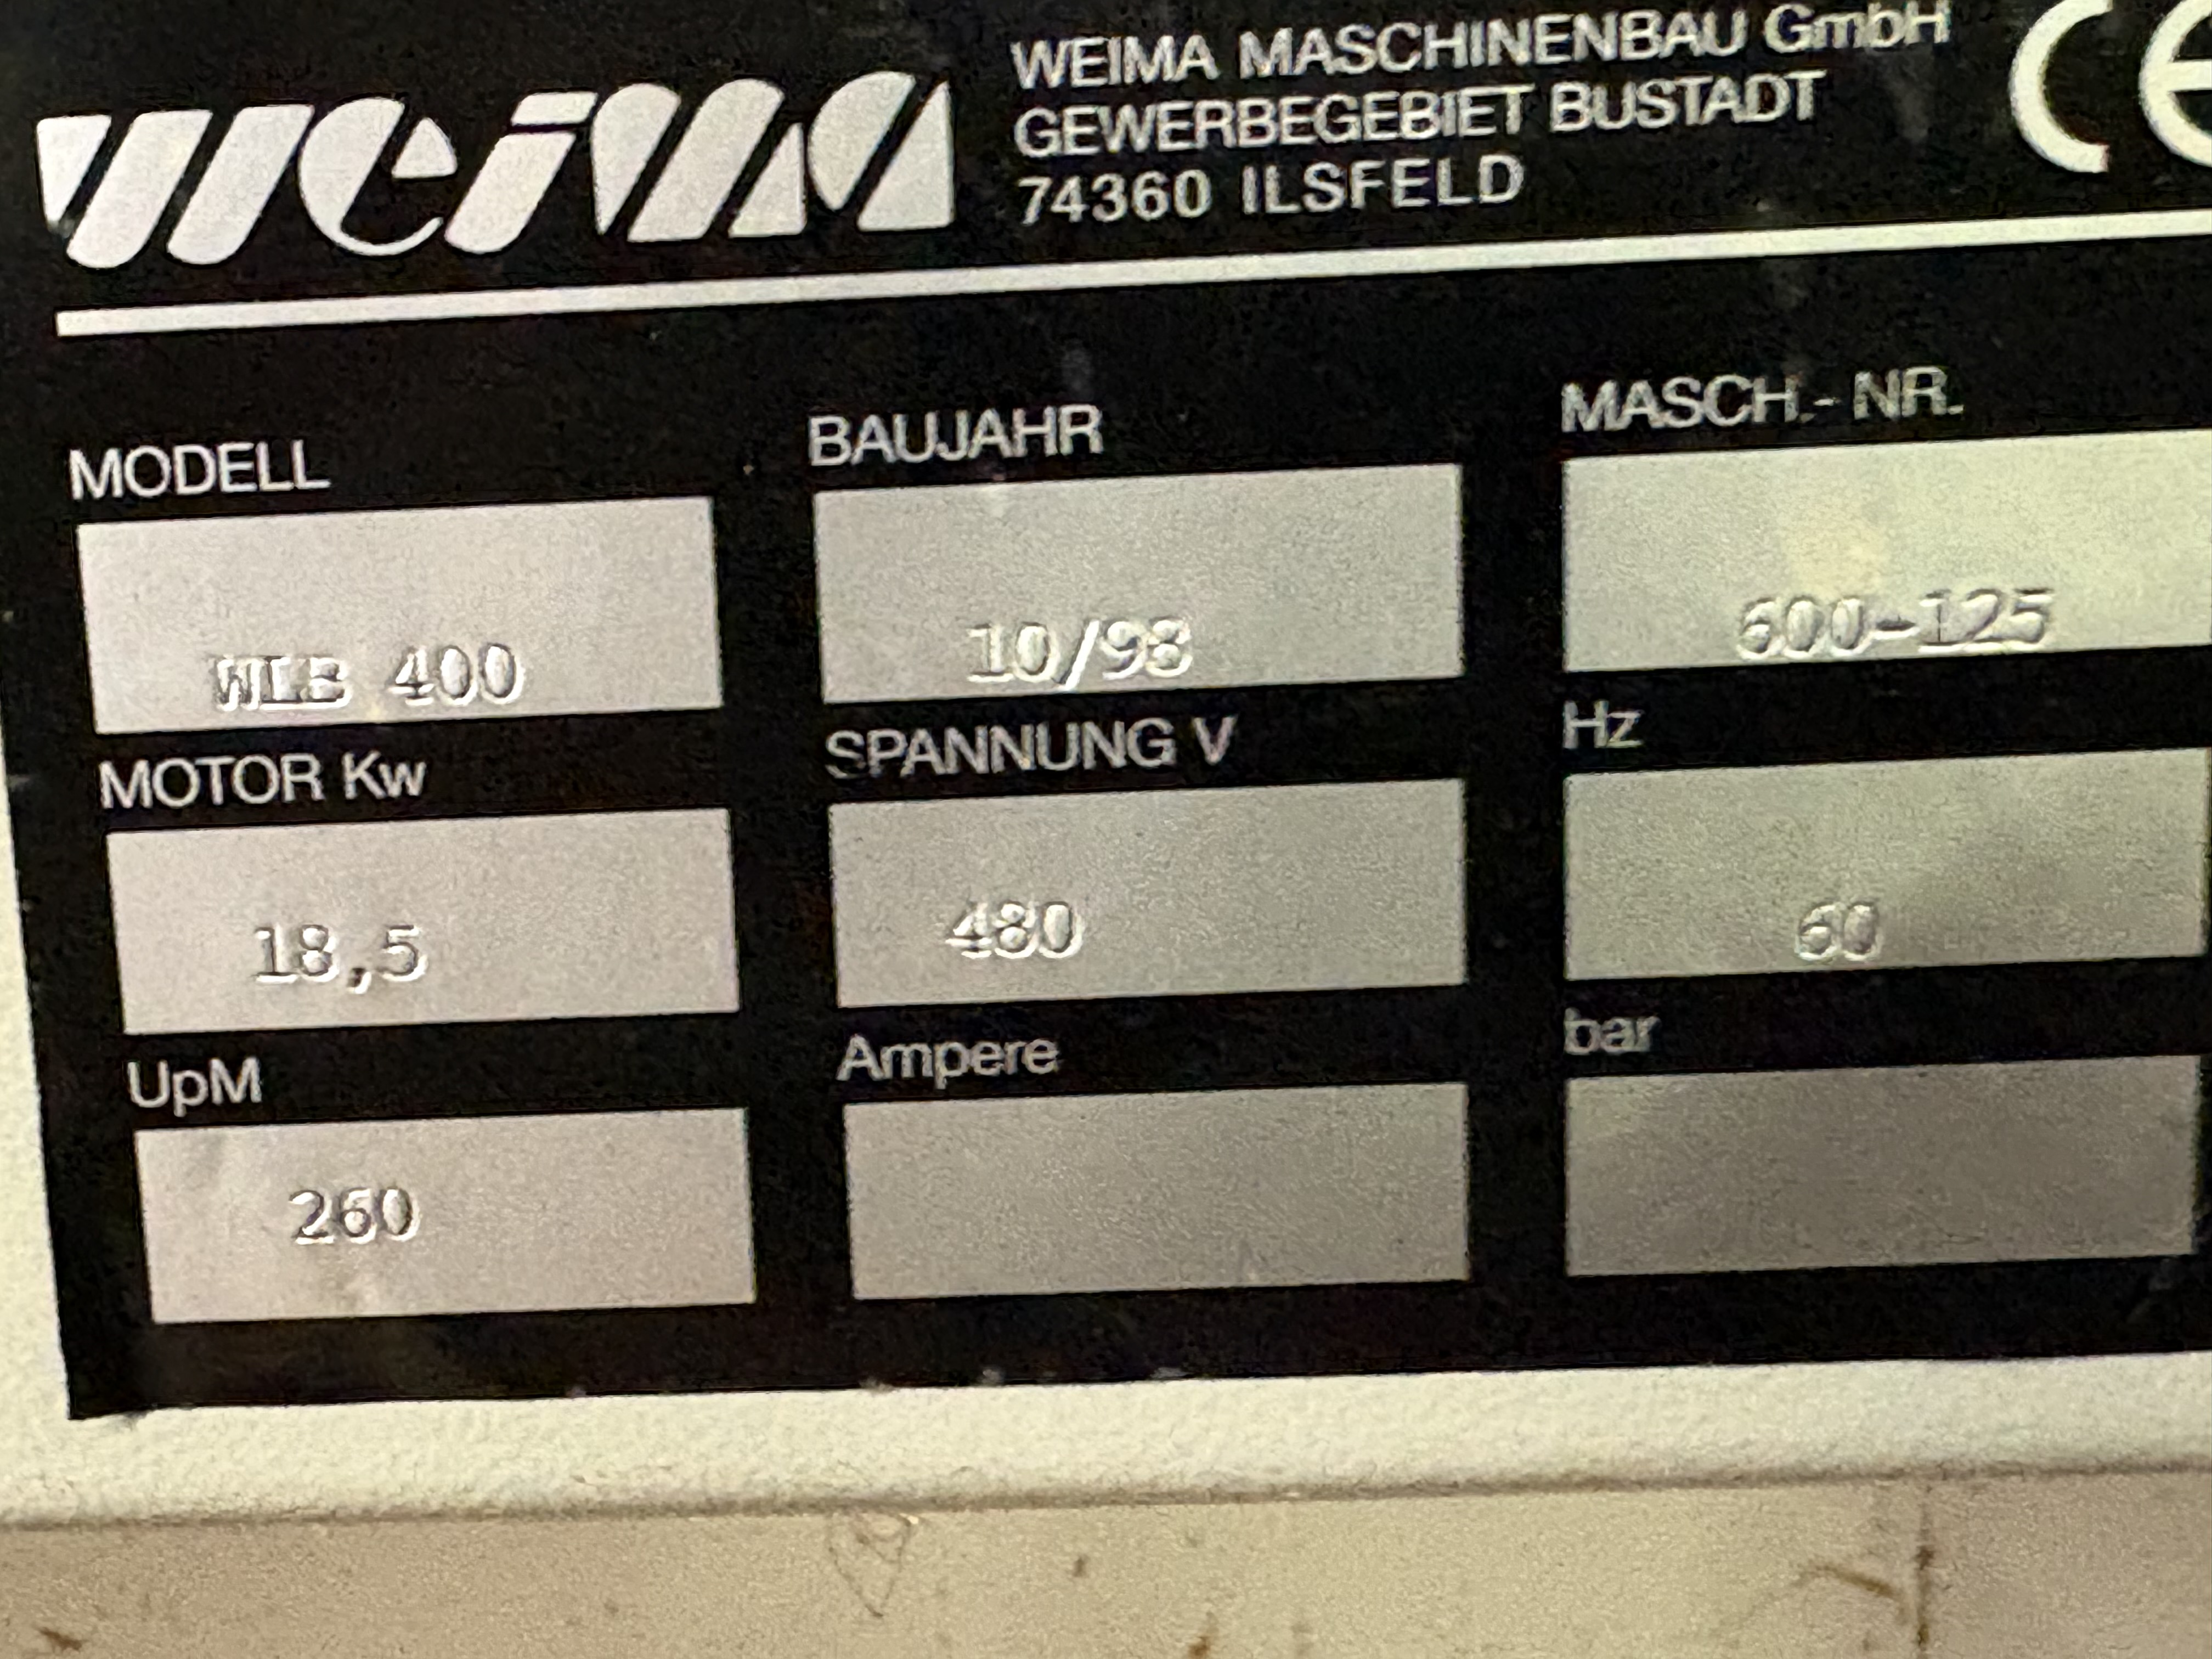 weima
WEIMA MASCHINENBAU GmbH
GEWERBEGEBIET BUSTADT
74360 ILSFELD
CE
MODELL
BAUJAHR
MASCH.- NR.
WLB 400
10/98
600-125
MOTOR Kw
SPANNUNG V
Hz
18,5
480
60
UpM
Ampere
bar
260